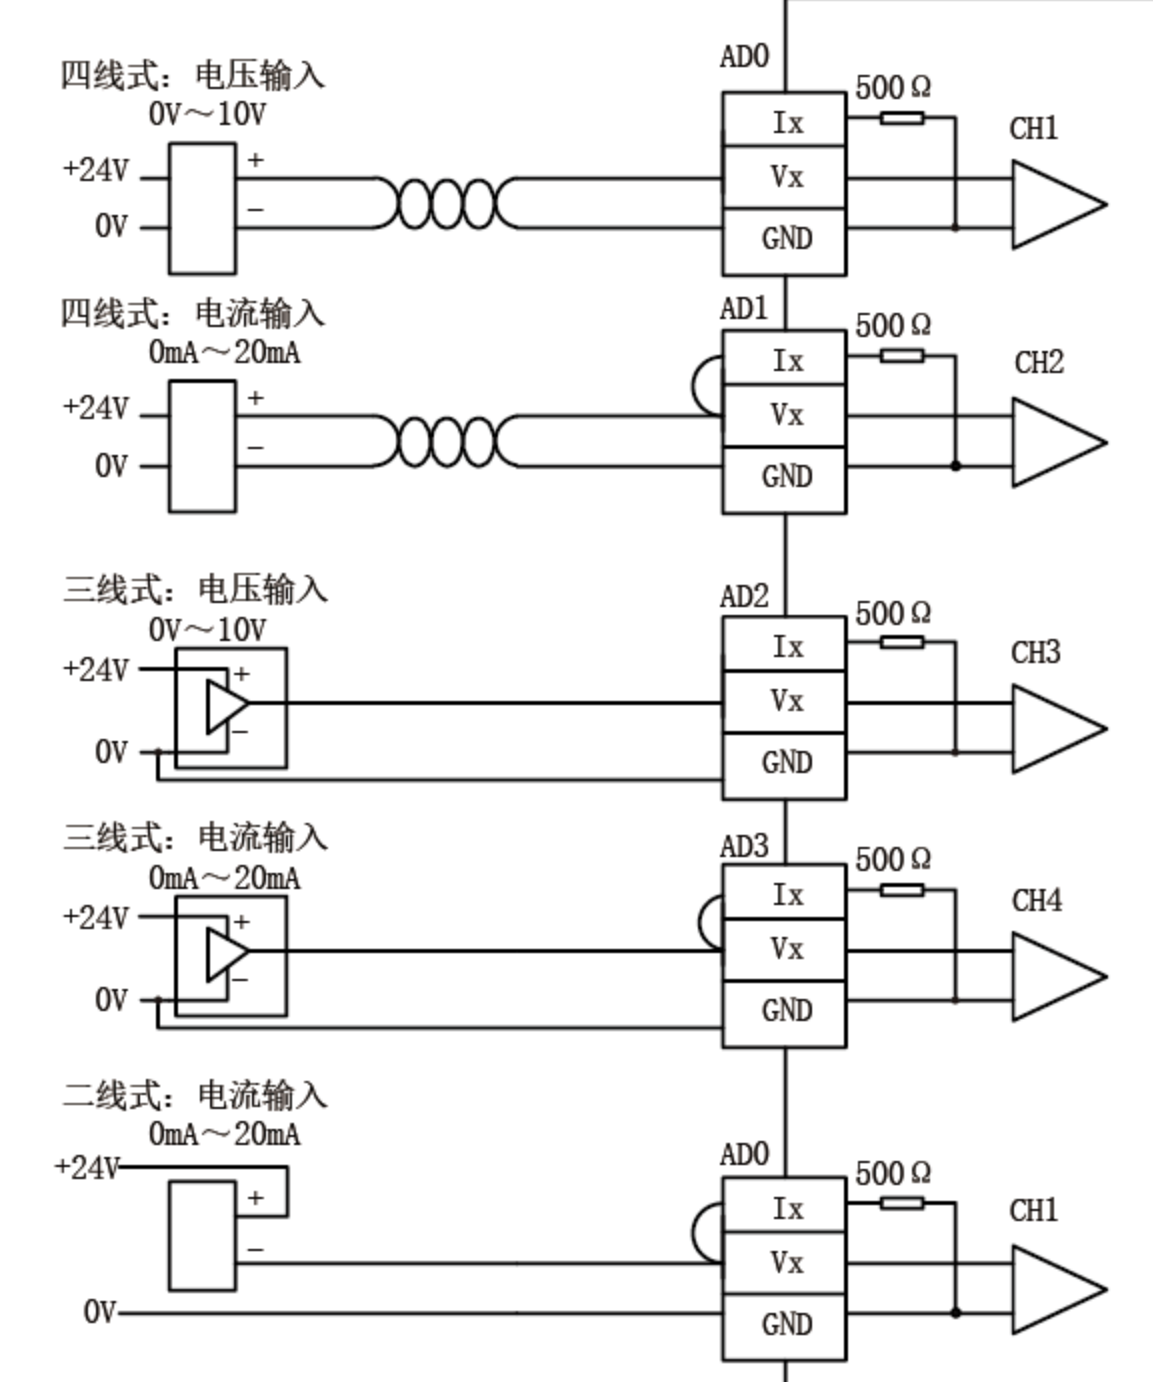 AD0
四线式：电压输入
500Ω
0V～10V
Ix
CH1
+
+24V
Vx
−
0V
GND
四线式：电流输入
AD1
500Ω
0mA～20mA
Ix
CH2
+
+24V
Vx
−
0V
GND
三线式：电压输入
AD2
500Ω
0V～10V
Ix
CH3
+24V
+
Vx
−
0V
GND
三线式：电流输入
AD3
500Ω
0mA～20mA
Ix
CH4
+24V
+
Vx
−
0V
GND
二线式：电流输入
0mA～20mA
AD0
+24V
500Ω
+
Ix
CH1
−
Vx
0V
GND